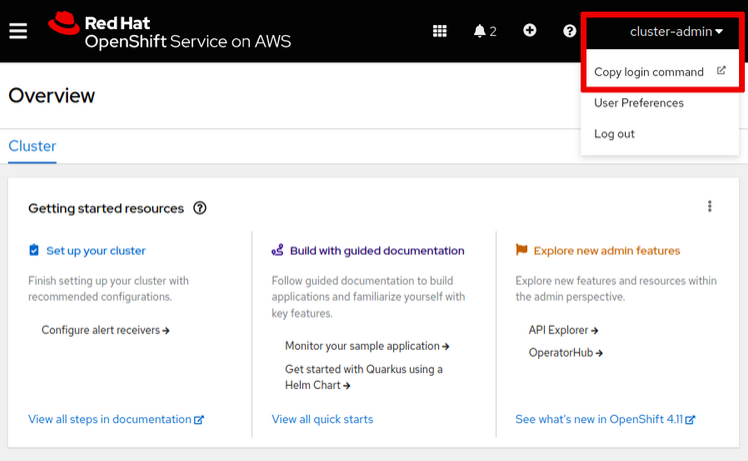 Red Hat
OpenShift Service on AWS
2
cluster-admin
Copy login command
User Preferences
Log out
Overview
Cluster
Getting started resources
Set up your cluster
Finish setting up your cluster with
recommended configurations.
Configure alert receivers
View all steps in documentation
Build with guided documentation
Follow guided documentation to build
applications and familiarize yourself with
key features.
Monitor your sample application
Get started with Quarkus using a
Helm Chart
View all quick starts
Explore new admin features
Explore new features and resources within
the admin perspective.
API Explorer
OperatorHub
See what's new in OpenShift 4.11